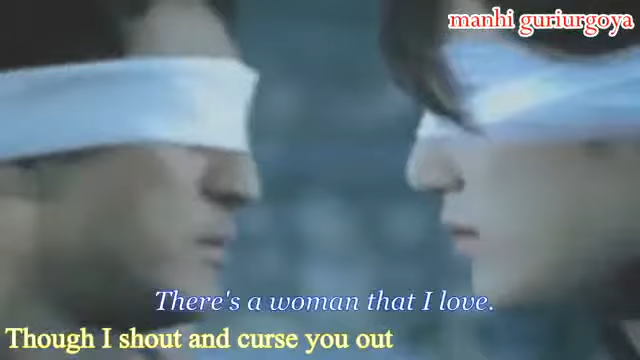 manhi guriurgoya
There's a woman that I love.
Though I shout and curse you out